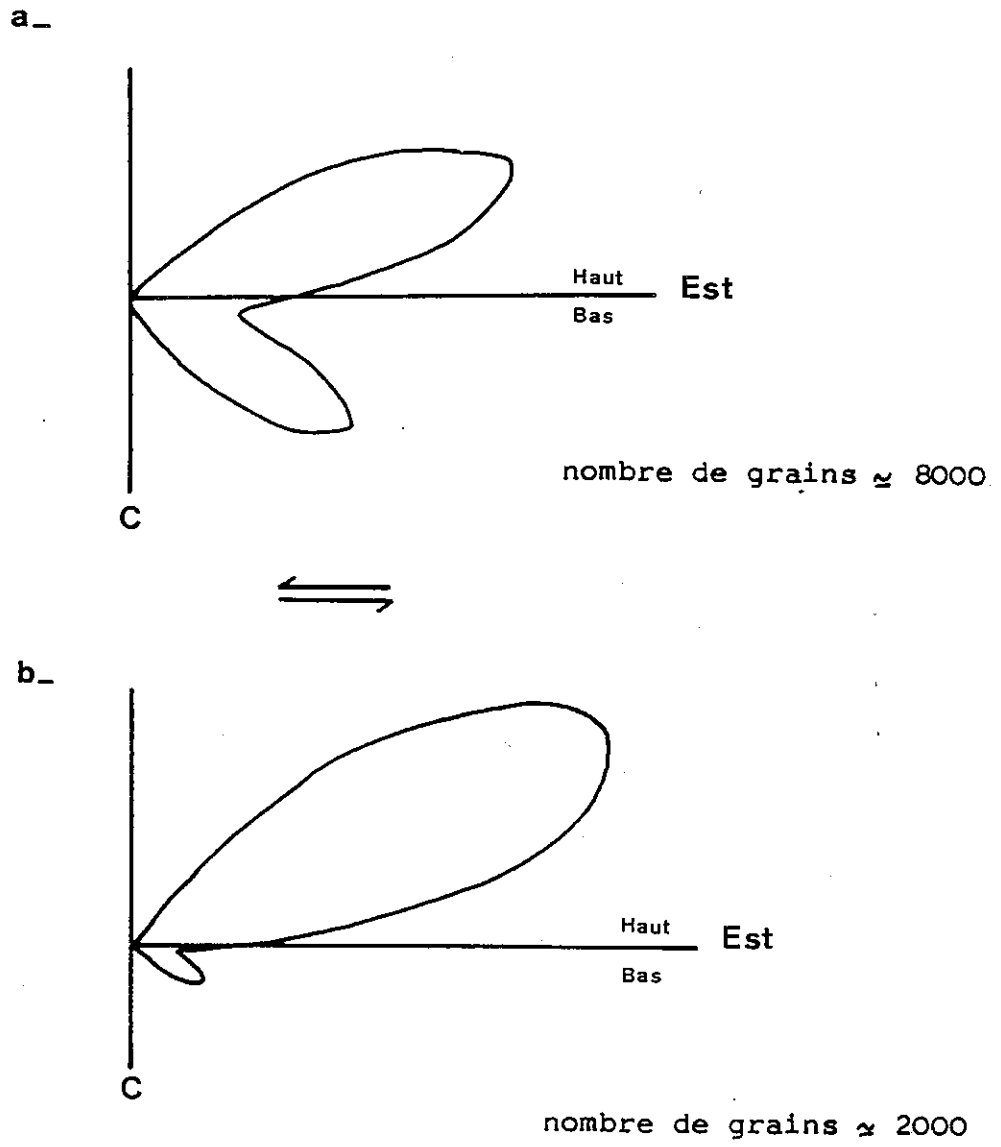 a_
Haut
Est
Bas
nombre de grains ≃ 8000
C
b_
Haut
Est
Bas
C
nombre de grains ≃ 2000